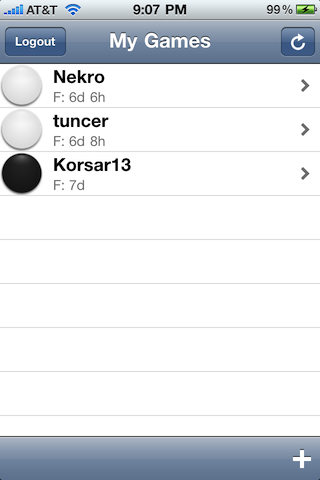 AT&T 9:07 PM 99%
Logout My Games
Nekro
F: 6d 6h
tuncer
F: 6d 8h
Korsar13
F: 7d
+